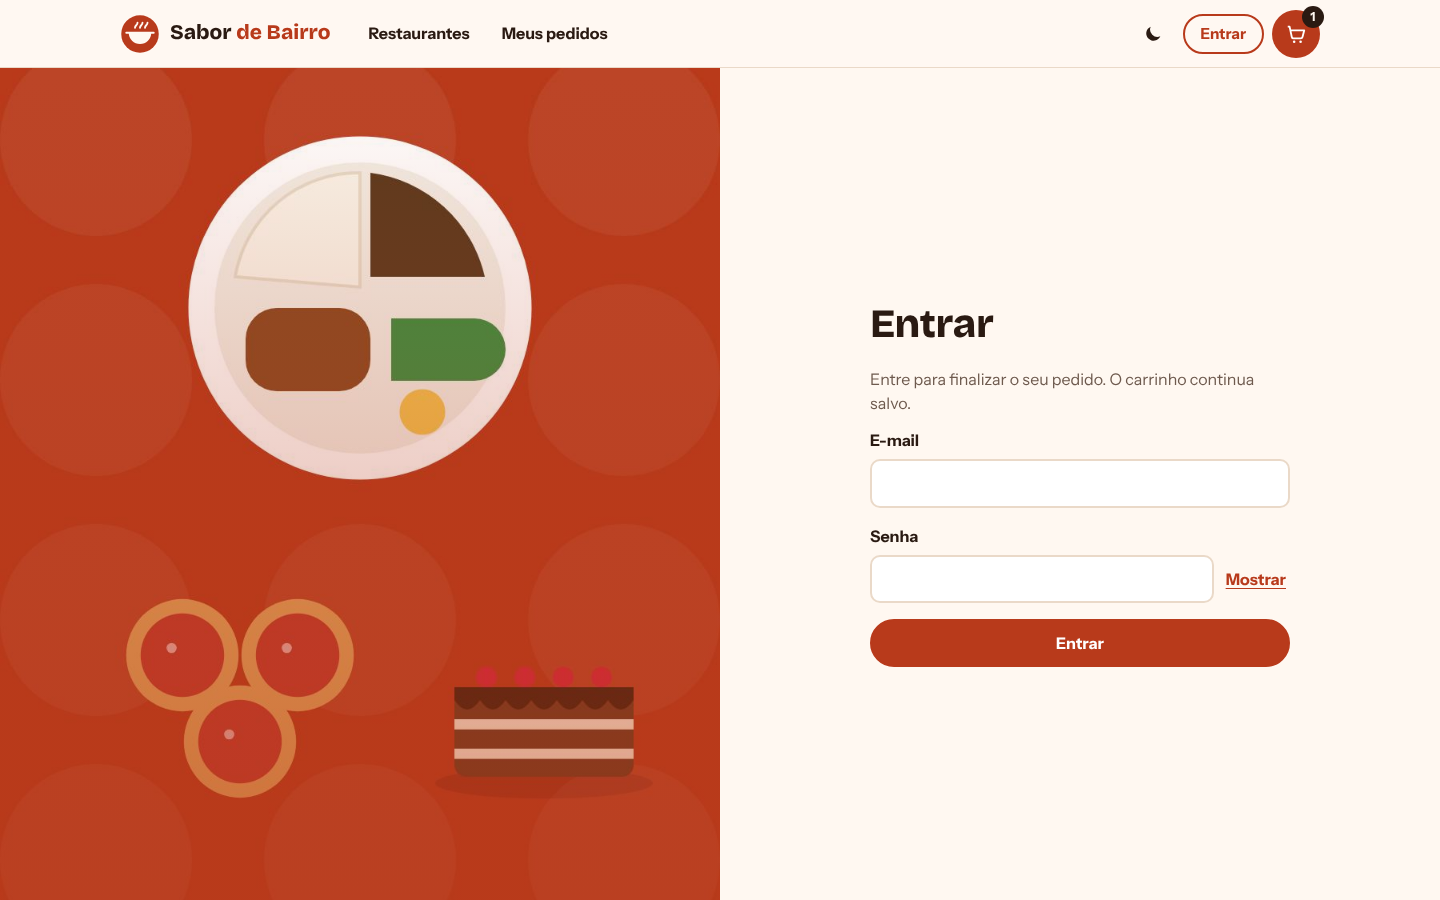 Sabor de Bairro
Restaurantes
Meus pedidos
Entrar
1
Entrar
Entre para finalizar o seu pedido. O carrinho continua
salvo.
E-mail
Senha
Mostrar
Entrar